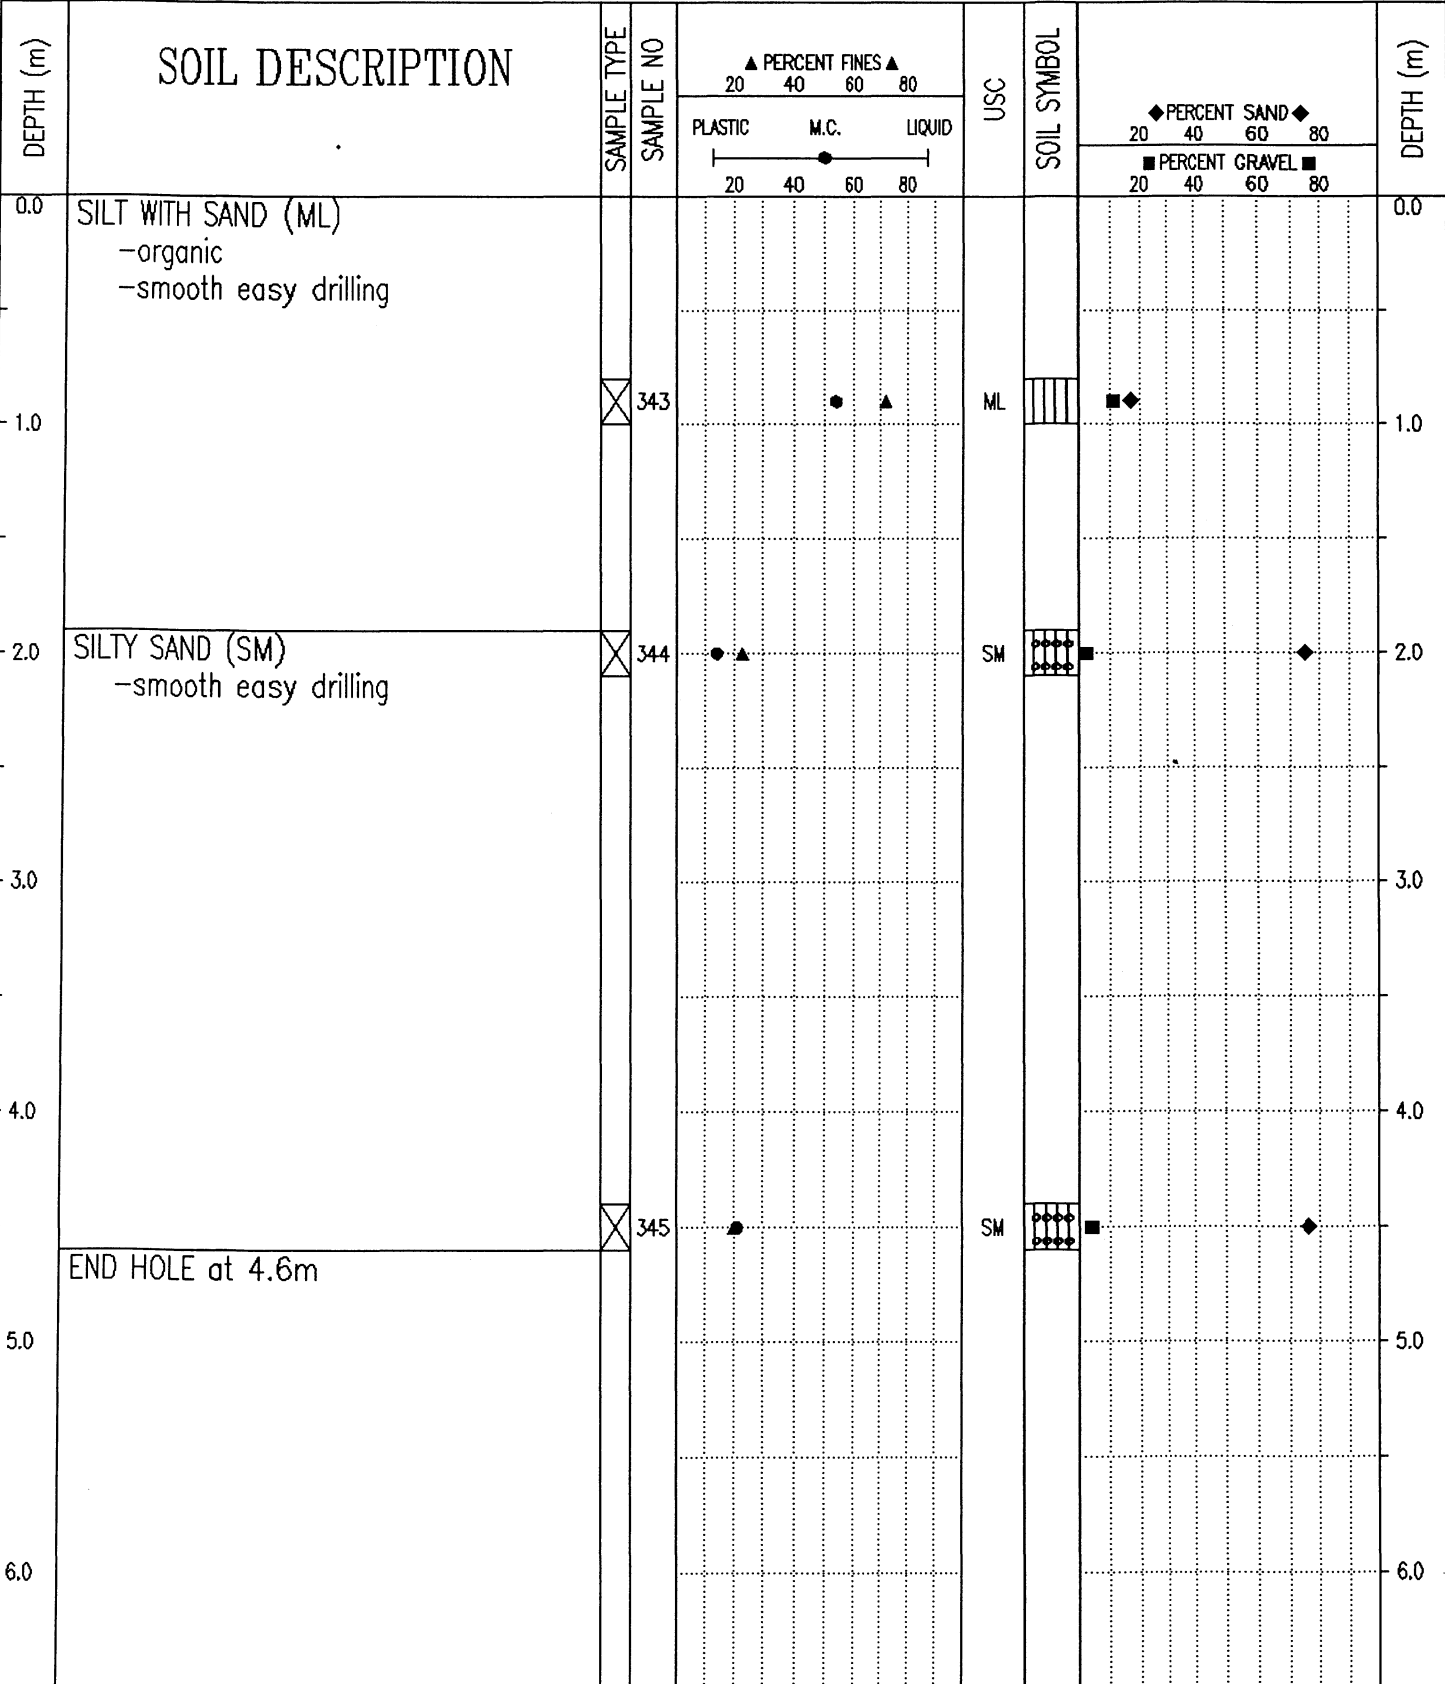 DEPTH (m)
SOIL DESCRIPTION
SAMPLE TYPE
SAMPLE NO
▲ PERCENT FINES ▲
20 40 60 80
PLASTIC M.C. LIQUID
20 40 60 80
USC
SOIL SYMBOL
◆PERCENT SAND◆
20 40 60 80
■PERCENT GRAVEL■
20 40 60 80
DEPTH (m)
0.0 SILT WITH SAND (ML) 0.0
-organic
-smooth easy drilling
343 ML
1.0 1.0
2.0 SILTY SAND (SM) 344 SM 2.0
-smooth easy drilling
3.0 3.0
4.0 4.0
345 SM
END HOLE at 4.6m
5.0 5.0
6.0 6.0